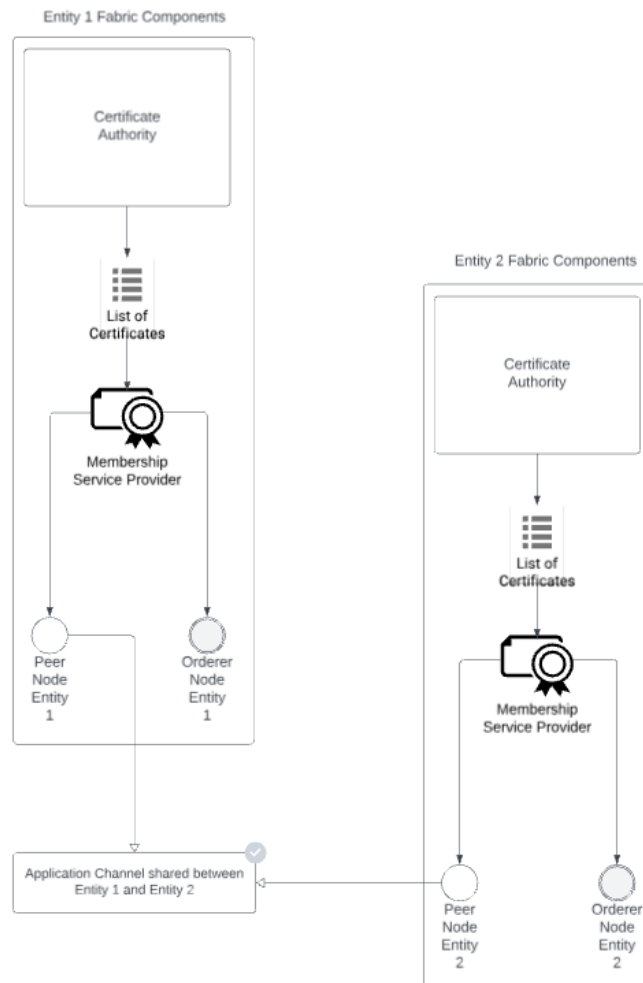 Entity 1 Fabric Components
Certificate
Authority
List of
Certificates
Membership
Service Provider
Peer
Node
Entity
1
Orderer
Node
Entity
1
Application Channel shared between
Entity 1 and Entity 2
Entity 2 Fabric Components
Certificate
Authority
List of
Certificates
Membership
Service Provider
Peer
Node
Entity
2
Orderer
Node
Entity
2